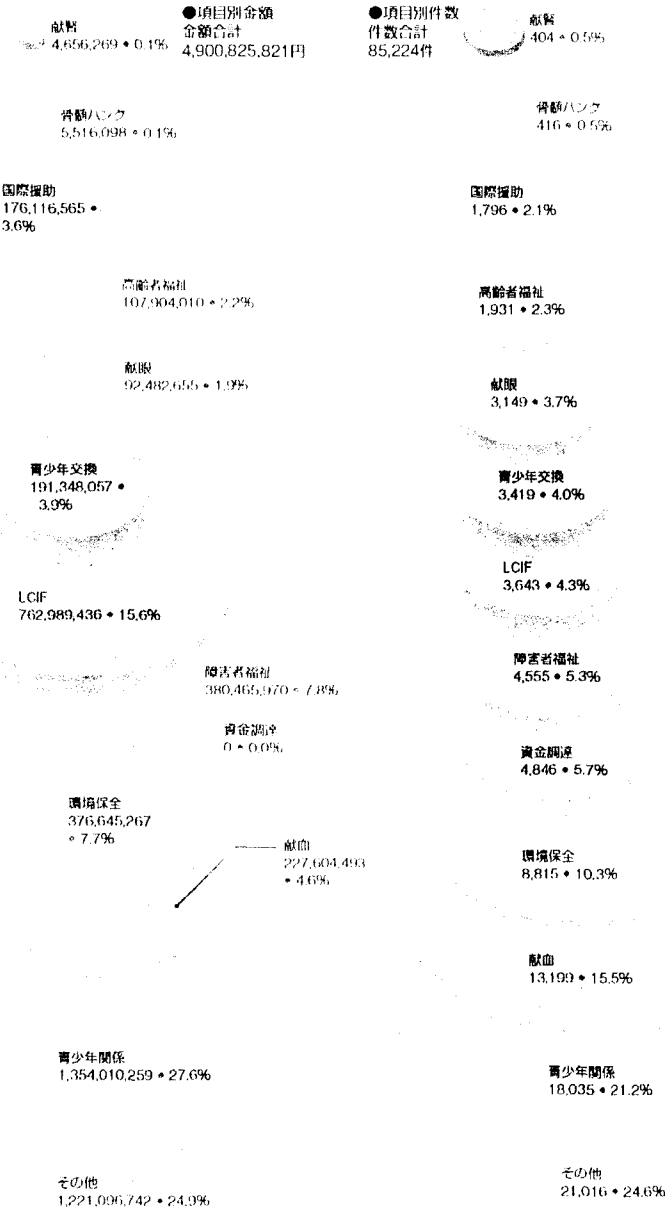 ●項目別金額
金額合計
4,900,825,821円
献腎
4,656,269 • 0.1%
骨髄バンク
5,516,098 • 0.1%
国際援助
176,116,565 •
3.6%
高齢者福祉
107,904,010 • 2.2%
献眼
92,482,655 • 1.9%
青少年交換
191,348,057 •
3.9%
LCIF
762,989,436 • 15.6%
障害者福祉
380,465,970 • 7.8%
資金調達
0 • 0.0%
環境保全
376,645,267
• 7.7%
献血
227,604,493
• 4.6%
青少年関係
1,354,010,259 • 27.6%
その他
1,221,096,742 • 24.9%
●項目別件数
件数合計
85,224件
献腎
404 • 0.5%
骨髄バンク
416 • 0.5%
国際援助
1,796 • 2.1%
高齢者福祉
1,931 • 2.3%
献眼
3,149 • 3.7%
青少年交換
3,419 • 4.0%
LCIF
3,643 • 4.3%
障害者福祉
4,555 • 5.3%
資金調達
4,846 • 5.7%
環境保全
8,815 • 10.3%
献血
13,199 • 15.5%
青少年関係
18,035 • 21.2%
その他
21,016 • 24.6%